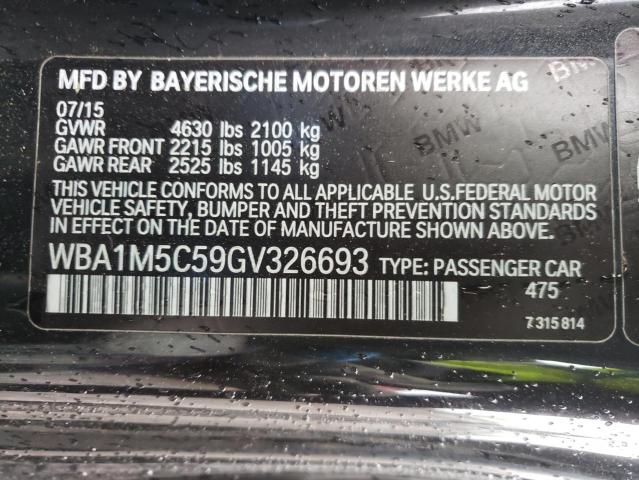 MFD BY BAYERISCHE MOTOREN WERKE AG
07/15
GVWR 4630 lbs 2100 kg
GAWR FRONT 2215 lbs 1005 kg
GAWR REAR 2525 lbs 1145 kg
THIS VEHICLE CONFORMS TO ALL APPLICABLE U.S.FEDERAL MOTOR
VEHICLE SAFETY, BUMPER AND THEFT PREVENTION STANDARDS
IN EFFECT ON THE DATE OF MANUFACTURE SHOWN ABOVE.
WBA1M5C59GV326693 TYPE: PASSENGER CAR
475
7 315 814
BMW
BMW
BMW